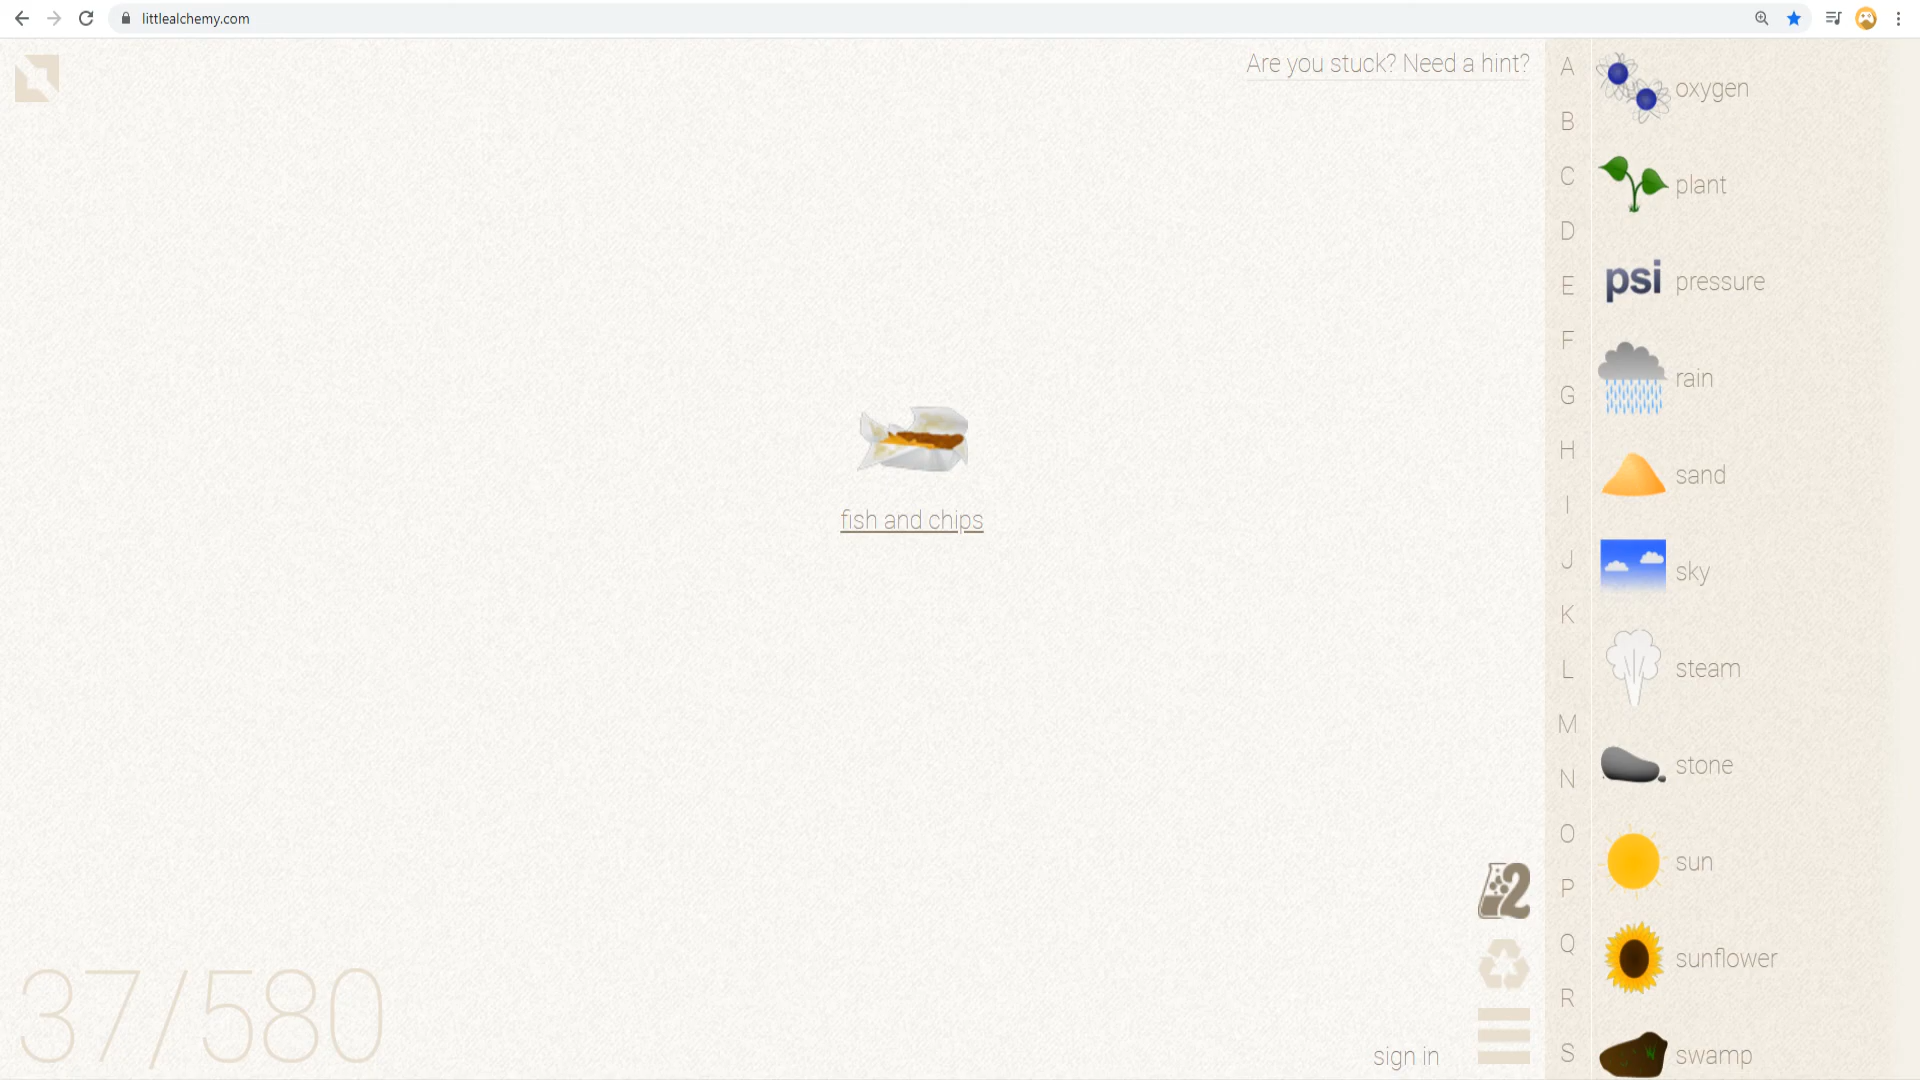 littlealchemy.com
Are you stuck? Need a hint?
A
B
C
D
E
F
G
H
I
J
K
L
M
N
O
P
Q
R
S
oxygen
plant
psi pressure
rain
sand
sky
steam
stone
sun
sunflower
swamp
fish and chips
2
37/580
sign in